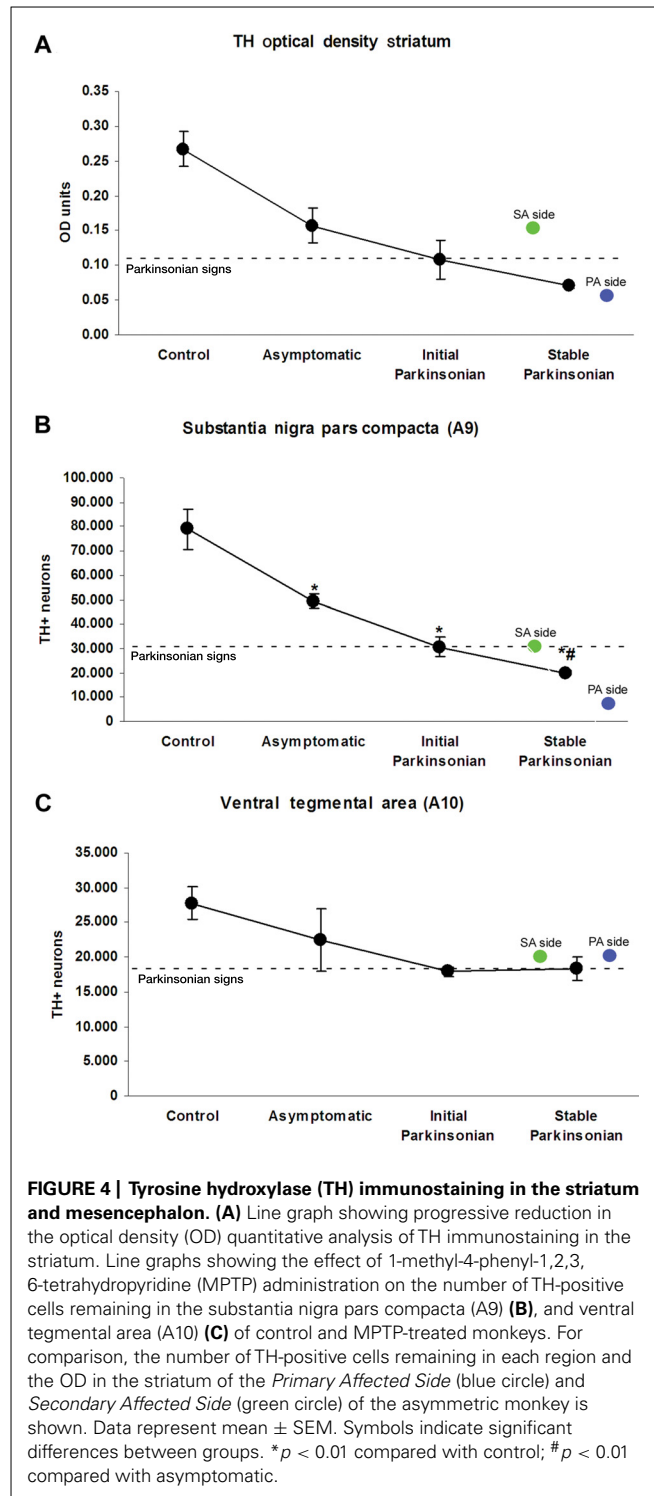 A
TH optical density striatum
OD units
0.35
0.30
0.25
0.20
0.15
0.10
0.05
0.00
SA side
Parkinsonian signs
PA side
Control
Asymptomatic
Initial Parkinsonian
Stable Parkinsonian
B
Substantia nigra pars compacta (A9)
TH+ neurons
100.000
90.000
80.000
70.000
60.000
50.000
40.000
30.000
20.000
10.000
0
*
*
SA side
*#
Parkinsonian signs
PA side
Control
Asymptomatic
Initial Parkinsonian
Stable Parkinsonian
C
Ventral tegmental area (A10)
TH+ neurons
35.000
30.000
25.000
20.000
15.000
10.000
5.000
0
SA side
PA side
Parkinsonian signs
Control
Asymptomatic
Initial Parkinsonian
Stable Parkinsonian
FIGURE 4 | Tyrosine hydroxylase (TH) immunostaining in the striatum
and mesencephalon. (A) Line graph showing progressive reduction in
the optical density (OD) quantitative analysis of TH immunostaining in the
striatum. Line graphs showing the effect of 1-methyl-4-phenyl-1,2,3,
6-tetrahydropyridine (MPTP) administration on the number of TH-positive
cells remaining in the substantia nigra pars compacta (A9) (B), and ventral
tegmental area (A10) (C) of control and MPTP-treated monkeys. For
comparison, the number of TH-positive cells remaining in each region and
the OD in the striatum of the Primary Affected Side (blue circle) and
Secondary Affected Side (green circle) of the asymmetric monkey is
shown. Data represent mean ± SEM. Symbols indicate significant
differences between groups. *p < 0.01 compared with control; #p < 0.01
compared with asymptomatic.